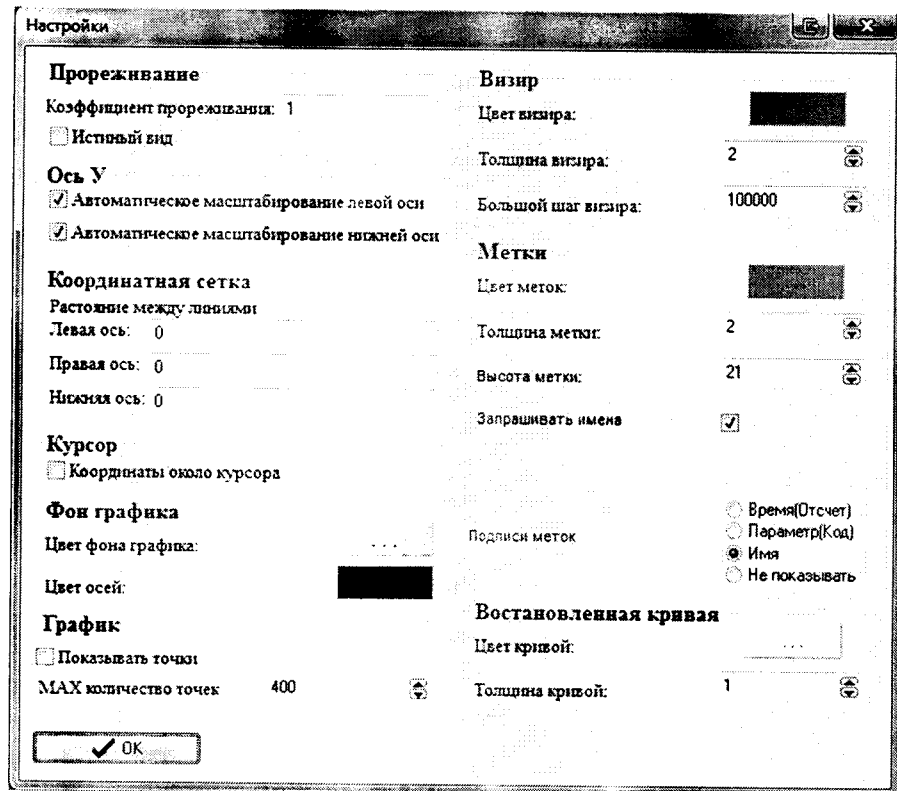 Настройки
Прореживание
Коэффициент прореживания: 1
Истиный вид
Ось У
Автоматическое масштабирование левой оси
Автоматическое масштабирование нижней оси
Координатная сетка
Растояние между линиями
Левая ось: 0
Правая ось: 0
Нижняя ось: 0
Курсор
Координаты около курсора
Фон графика
Цвет фона графика: ...
Цвет осей:
График
Показывать точки
MAX количество точек 400
OK
Визир
Цвет визира:
Толщина визира: 2
Большой шаг визира: 100000
Метки
Цвет меток:
Толщина метки: 2
Высота метки: 21
Запрашивать имена
Подписи меток
Время(Отсчет)
Параметр(Код)
Имя
Не показывать
Востановленная кривая
Цвет кривой: ...
Толщина кривой: 1